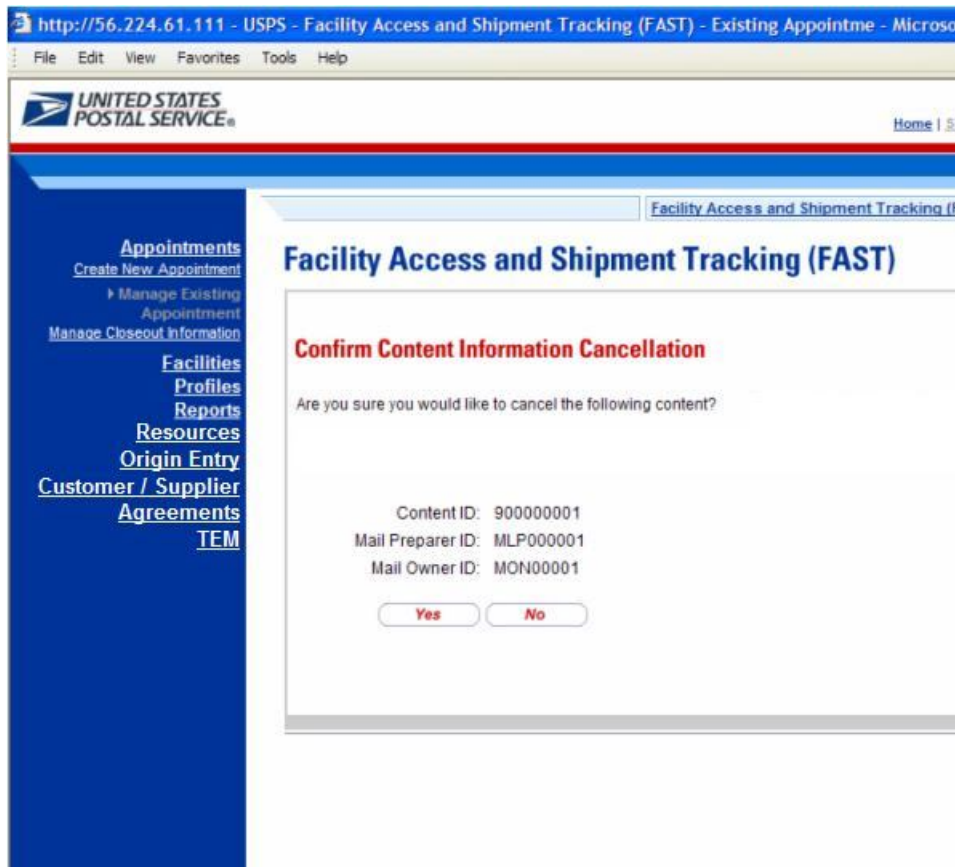 http://56.224.61.111 - USPS - Facility Access and Shipment Tracking (FAST) - Existing Appointme - Microso
File Edit View Favorites Tools Help
UNITED STATES
POSTAL SERVICE®
Home | S
Facility Access and Shipment Tracking (F
Appointments
Create New Appointment
Manage Existing
Appointment
Manage Closeout Information
Facilities
Profiles
Reports
Resources
Origin Entry
Customer / Supplier
Agreements
TEM
Facility Access and Shipment Tracking (FAST)
Confirm Content Information Cancellation
Are you sure you would like to cancel the following content?
Content ID: 900000001
Mail Preparer ID: MLP000001
Mail Owner ID: MON00001
Yes No